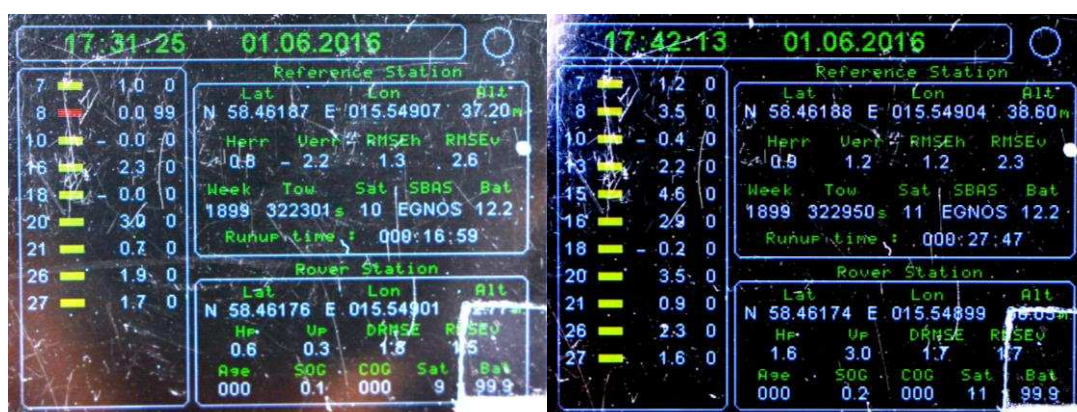 17:31:25 01.06.2016
7 1.0 0
8 0.0 99
10 - 0.0 0
16 2.3 0
18 - 0.0 0
20 3.0 0
21 0.7 0
26 1.9 0
27 1.7 0
Reference Station
Lat Lon Alt
N 58.46187 E 015.54907 37.20m
Herr Verr RMSEh RMSEv
0.8 - 2.2 1.3 2.6
Week Tow Sat SBAS Bat
1899 322301s 10 EGNOS 12.2
Runup time : 000:16:59
Rover Station
Lat Lon Alt
N 58.46176 E 015.54901
Hp Vp DRMSE RMSEv
0.6 0.3 1.8 1.5
Age SOG COG Sat Bat
000 0.1 000 9 99.9
17:42:13 01.06.2016
7 1.2 0
8 3.5 0
10 - 0.4 0
13 2.2 0
15 4.6 0
16 2.9 0
18 - 0.2 0
20 3.5 0
21 0.9 0
26 2.3 0
27 1.6 0
Reference Station
Lat Lon Alt
N 58.46188 E 015.54904 38.60m
Herr Verr RMSEh RMSEv
0.9 1.2 1.2 2.3
Week Tow Sat SBAS Bat
1899 322950s 11 EGNOS 12.2
Runup time : 000:27:47
Rover Station
Lat Lon Alt
N 58.46174 E 015.54899
Hp Vp DRMSE RMSEv
1.6 3.0 1.7 1.7
Age SOG COG Sat Bat
000 0.2 000 11 99.9